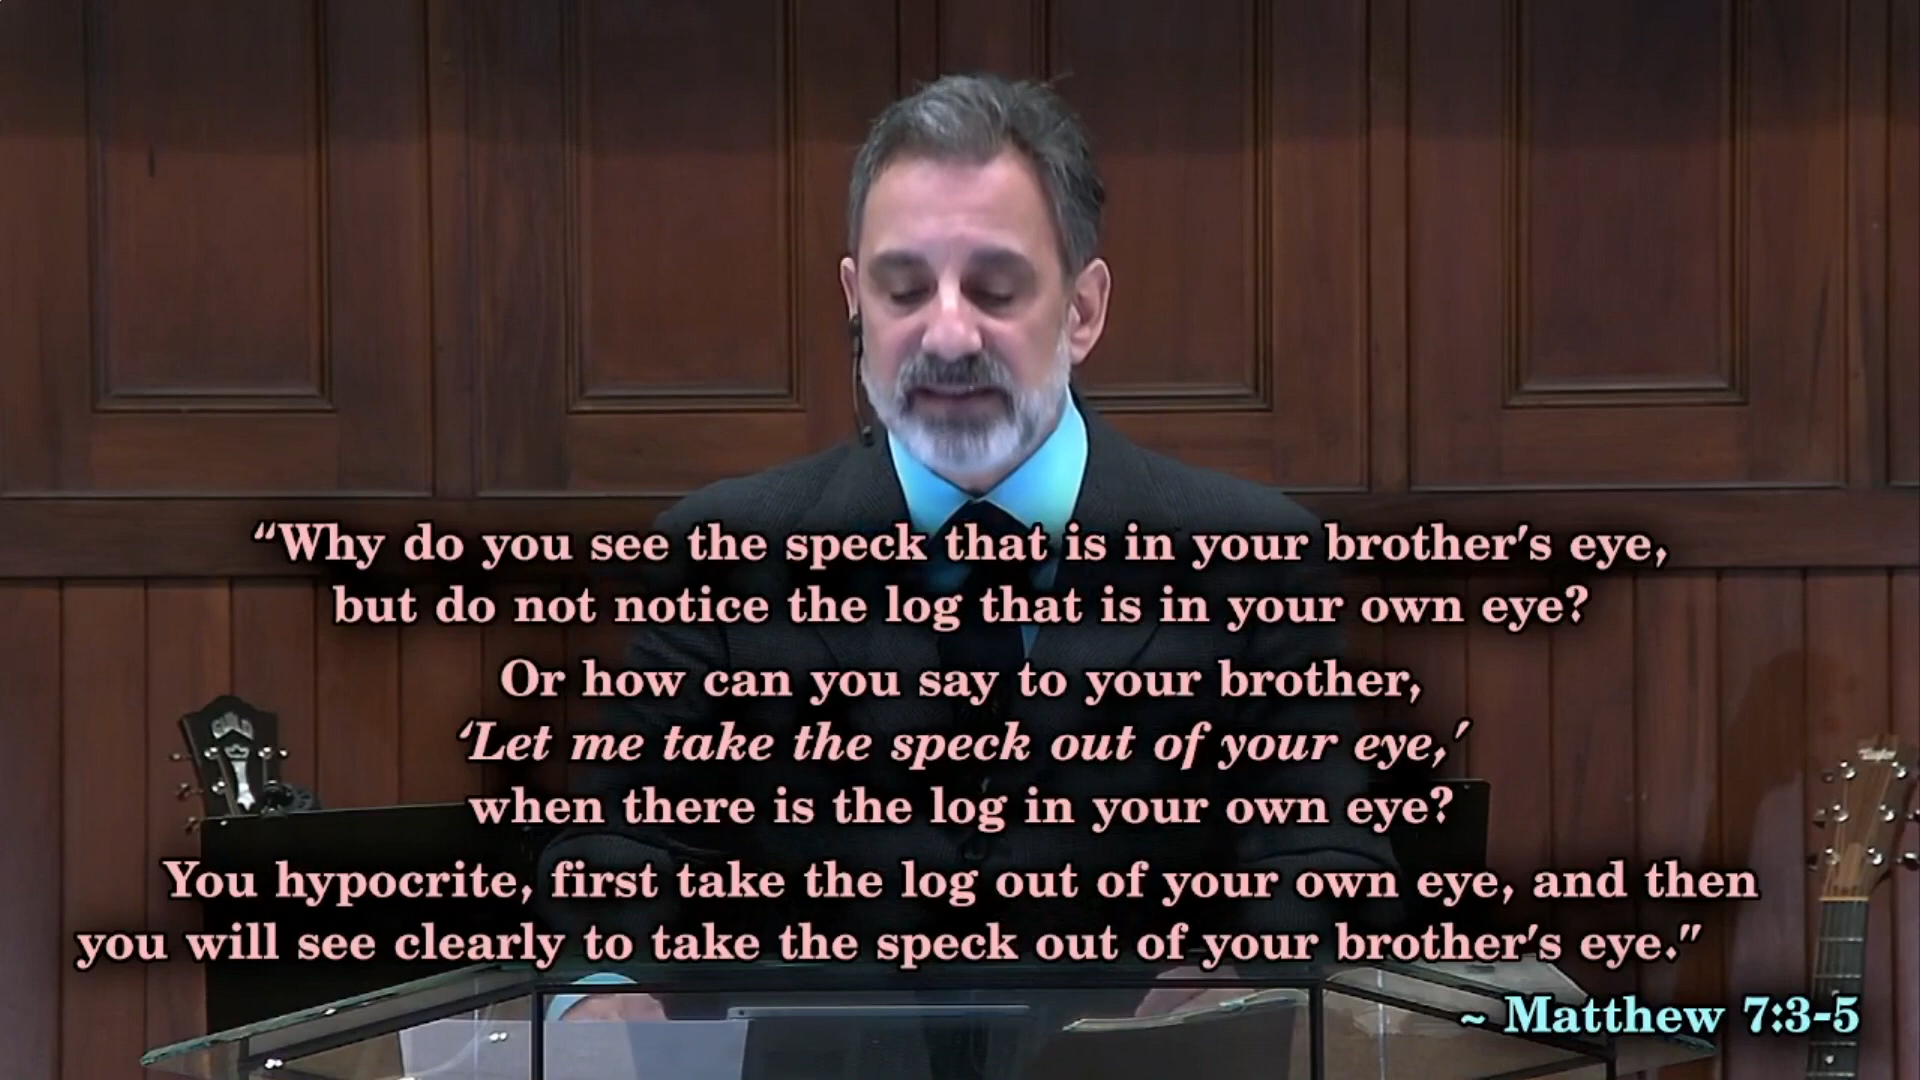 “Why do you see the speck that is in your brother's eye,
but do not notice the log that is in your own eye?
Or how can you say to your brother,
‘Let me take the speck out of your eye,’
when there is the log in your own eye?
You hypocrite, first take the log out of your own eye, and then
you will see clearly to take the speck out of your brother's eye.”
~ Matthew 7:3-5
GUILD
Taylor